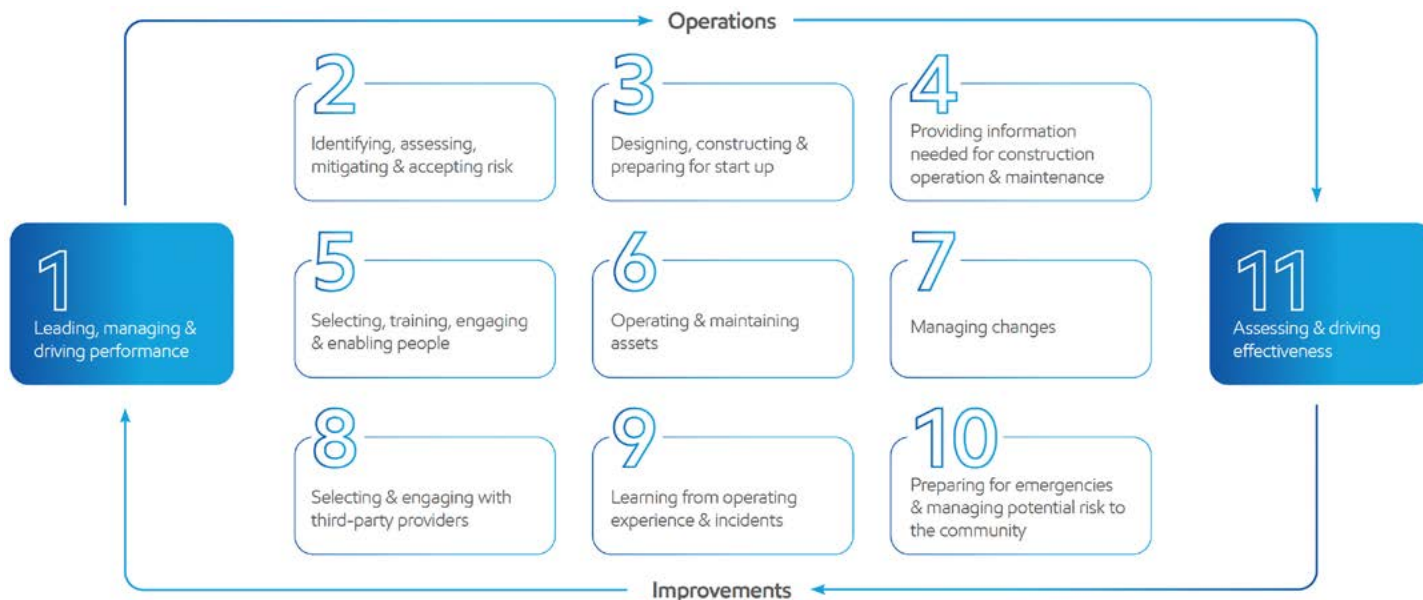 Operations
2
Identifying, assessing,
mitigating & accepting risk
3
Designing, constructing &
preparing for start up
4
Providing information
needed for construction
operation & maintenance
1
Leading, managing &
driving performance
5
Selecting, training, engaging
& enabling people
6
Operating & maintaining
assets
7
Managing changes
11
Assessing & driving
effectiveness
8
Selecting & engaging with
third-party providers
9
Learning from operating
experience & incidents
10
Preparing for emergencies
& managing potential risk to
the community
Improvements